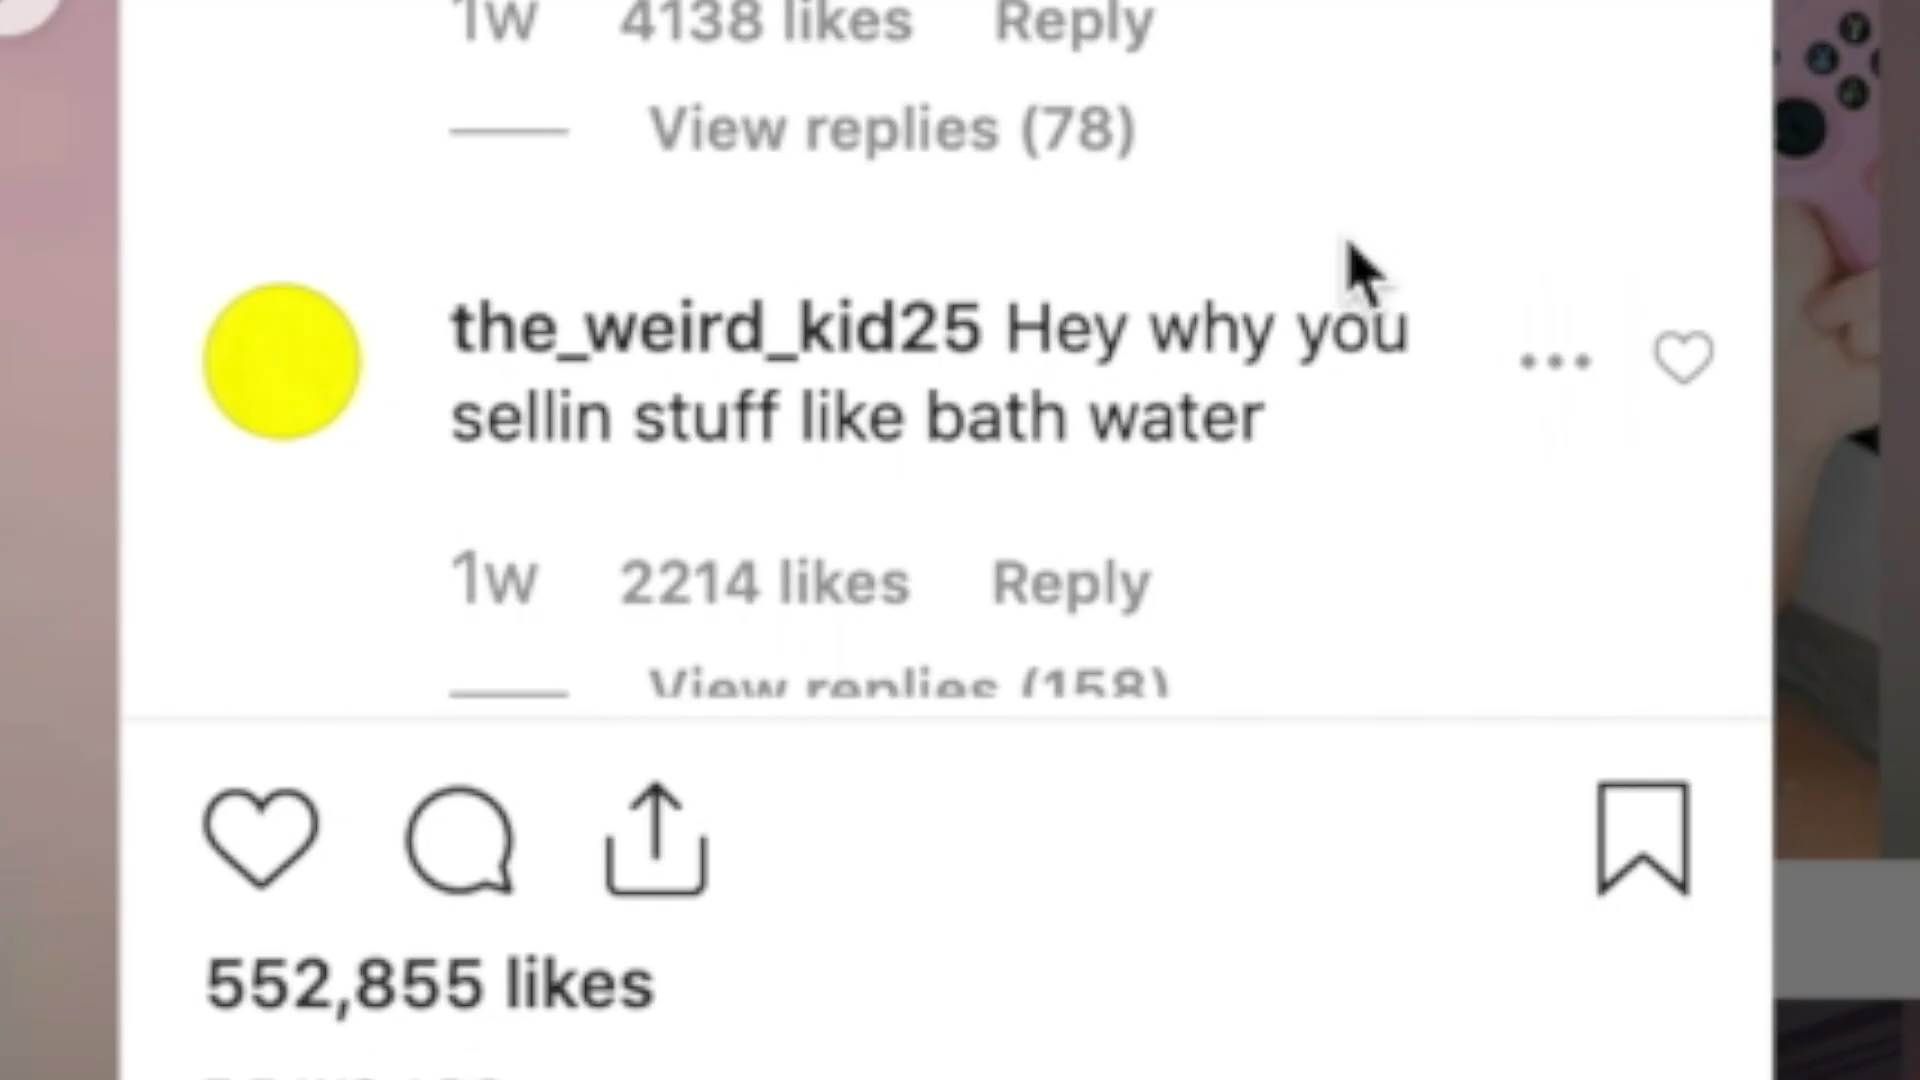 1w 4138 likes Reply
View replies (78)
the_weird_kid25 Hey why you
sellin stuff like bath water
1w 2214 likes Reply
View replies (158)
552,855 likes